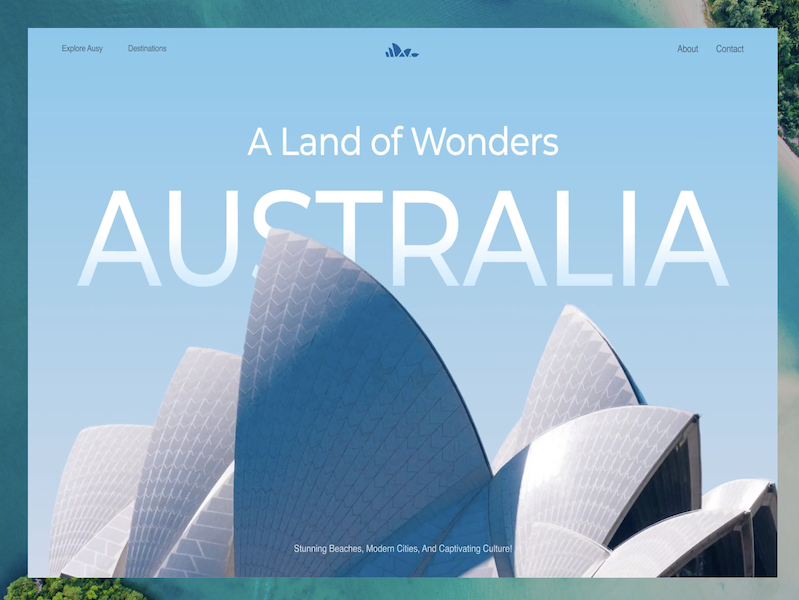 Explore Ausy Destinations About Contact
A Land of Wonders
AUSTRALIA
Stunning Beaches, Modern Cities, And Captivating Culture!